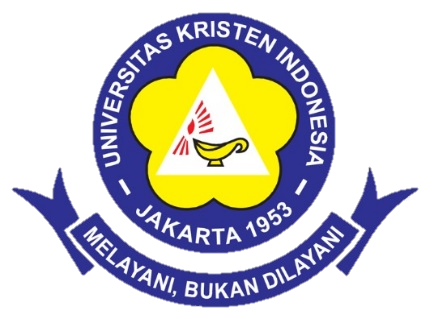 UNIVERSITAS KRISTEN INDONESIA
JAKARTA 1953
MELAYANI, BUKAN DILAYANI